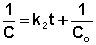 1/C = k₂t + 1/C₀